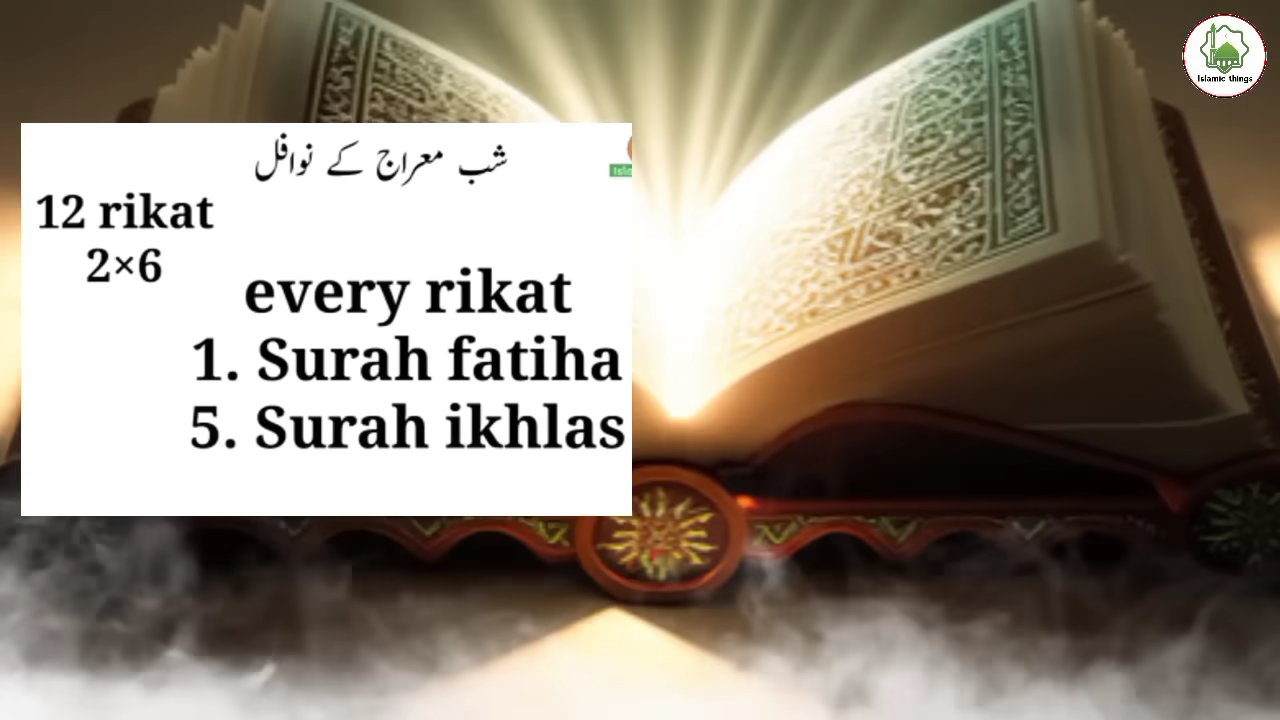 Islamic things
شب معراج کے نوافل
12 rikat
2×6
every rikat
1. Surah fatiha
5. Surah ikhlas